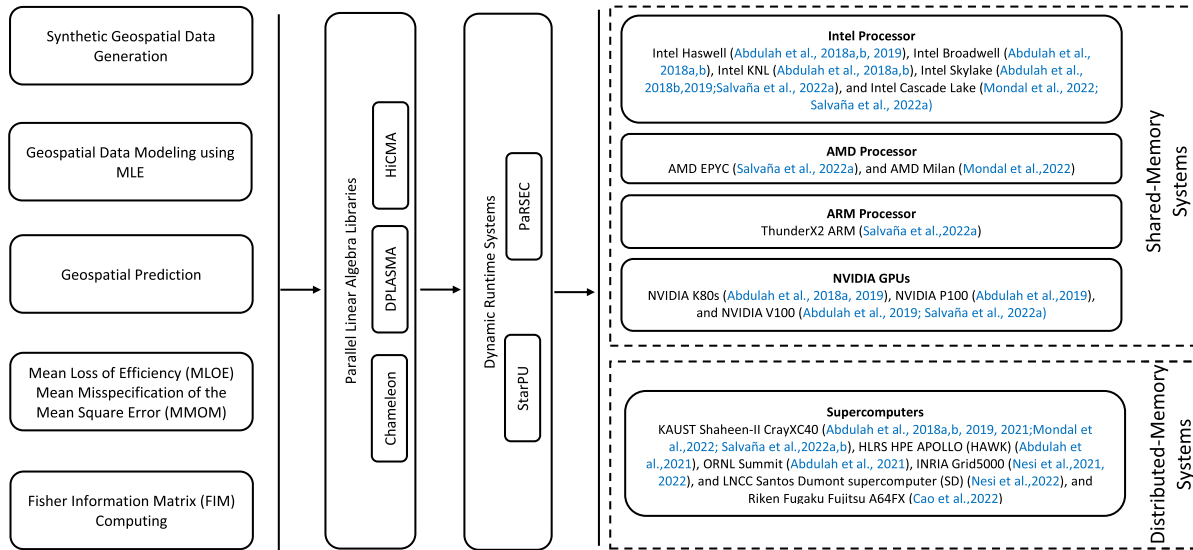 Synthetic Geospatial Data
Generation
Geospatial Data Modeling using
MLE
Geospatial Prediction
Mean Loss of Efficiency (MLOE)
Mean Misspecification of the
Mean Square Error (MMOM)
Fisher Information Matrix (FIM)
Computing
Parallel Linear Algebra Libraries
HiCMA
DPLASMA
Chameleon
Dynamic Runtime Systems
PaRSEC
StarPU
Intel Processor
Intel Haswell (Abdulah et al., 2018a,b, 2019), Intel Broadwell (Abdulah et al.,
2018a,b), Intel KNL (Abdulah et al., 2018a,b), Intel Skylake (Abdulah et al.,
2018b,2019;Salvaña et al., 2022a), and Intel Cascade Lake (Mondal et al., 2022;
Salvaña et al., 2022a)
AMD Processor
AMD EPYC (Salvaña et al., 2022a), and AMD Milan (Mondal et al.,2022)
ARM Processor
ThunderX2 ARM (Salvaña et al.,2022a)
NVIDIA GPUs
NVIDIA K80s (Abdulah et al., 2018a, 2019), NVIDIA P100 (Abdulah et al.,2019),
and NVIDIA V100 (Abdulah et al., 2019; Salvaña et al., 2022a)
Shared-Memory
Systems
Supercomputers
KAUST Shaheen-II CrayXC40 (Abdulah et al., 2018a,b, 2019, 2021;Mondal et
al.,2022; Salvaña et al.,2022a,b), HLRS HPE APOLLO (HAWK) (Abdulah et
al.,2021), ORNL Summit (Abdulah et al., 2021), INRIA Grid5000 (Nesi et al.,2021,
2022), and LNCC Santos Dumont supercomputer (SD) (Nesi et al.,2022), and
Riken Fugaku Fujitsu A64FX (Cao et al.,2022)
Distributed-Memory
Systems